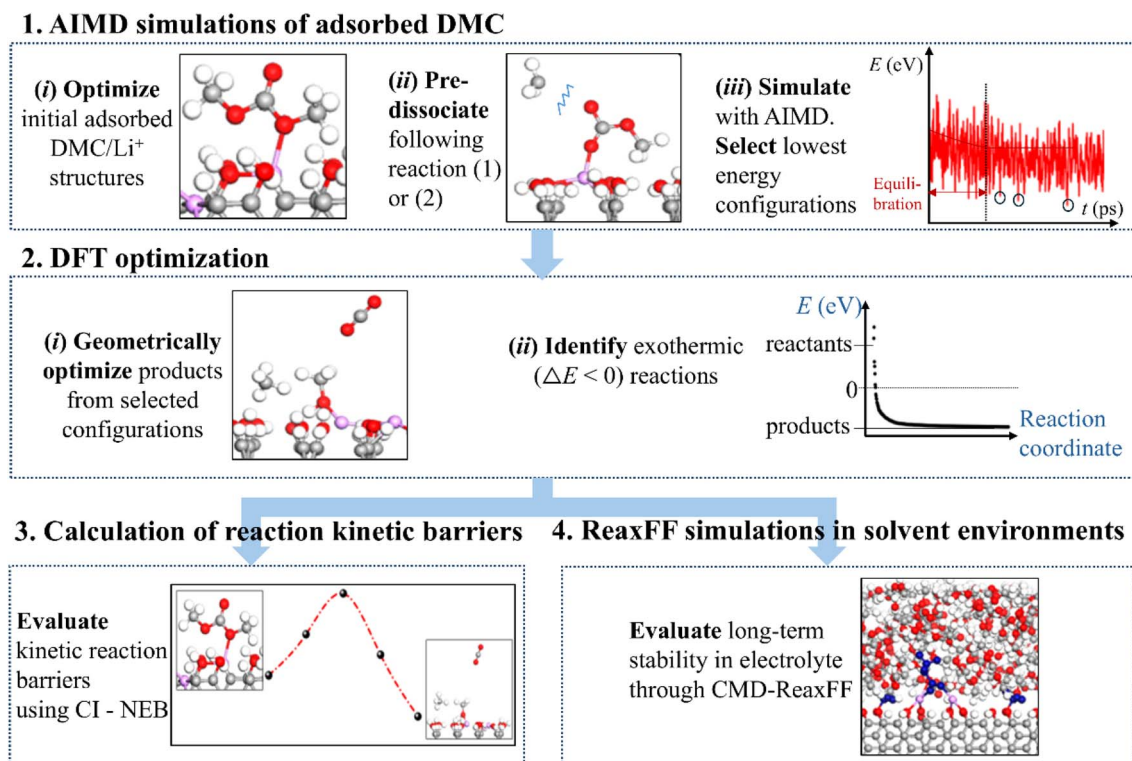 1. AIMD simulations of adsorbed DMC
(i) Optimize
initial adsorbed
DMC/Li⁺
structures
(ii) Pre-
dissociate
following
reaction (1)
or (2)
(iii) Simulate
with AIMD.
Select lowest
energy
configurations
E (eV)
Equili-
bration
t (ps)
2. DFT optimization
(i) Geometrically
optimize products
from selected
configurations
(ii) Identify exothermic
(△E < 0) reactions
E (eV)
reactants
0
products
Reaction
coordinate
3. Calculation of reaction kinetic barriers
Evaluate
kinetic reaction
barriers
using CI - NEB
4. ReaxFF simulations in solvent environments
Evaluate long-term
stability in electrolyte
through CMD-ReaxFF